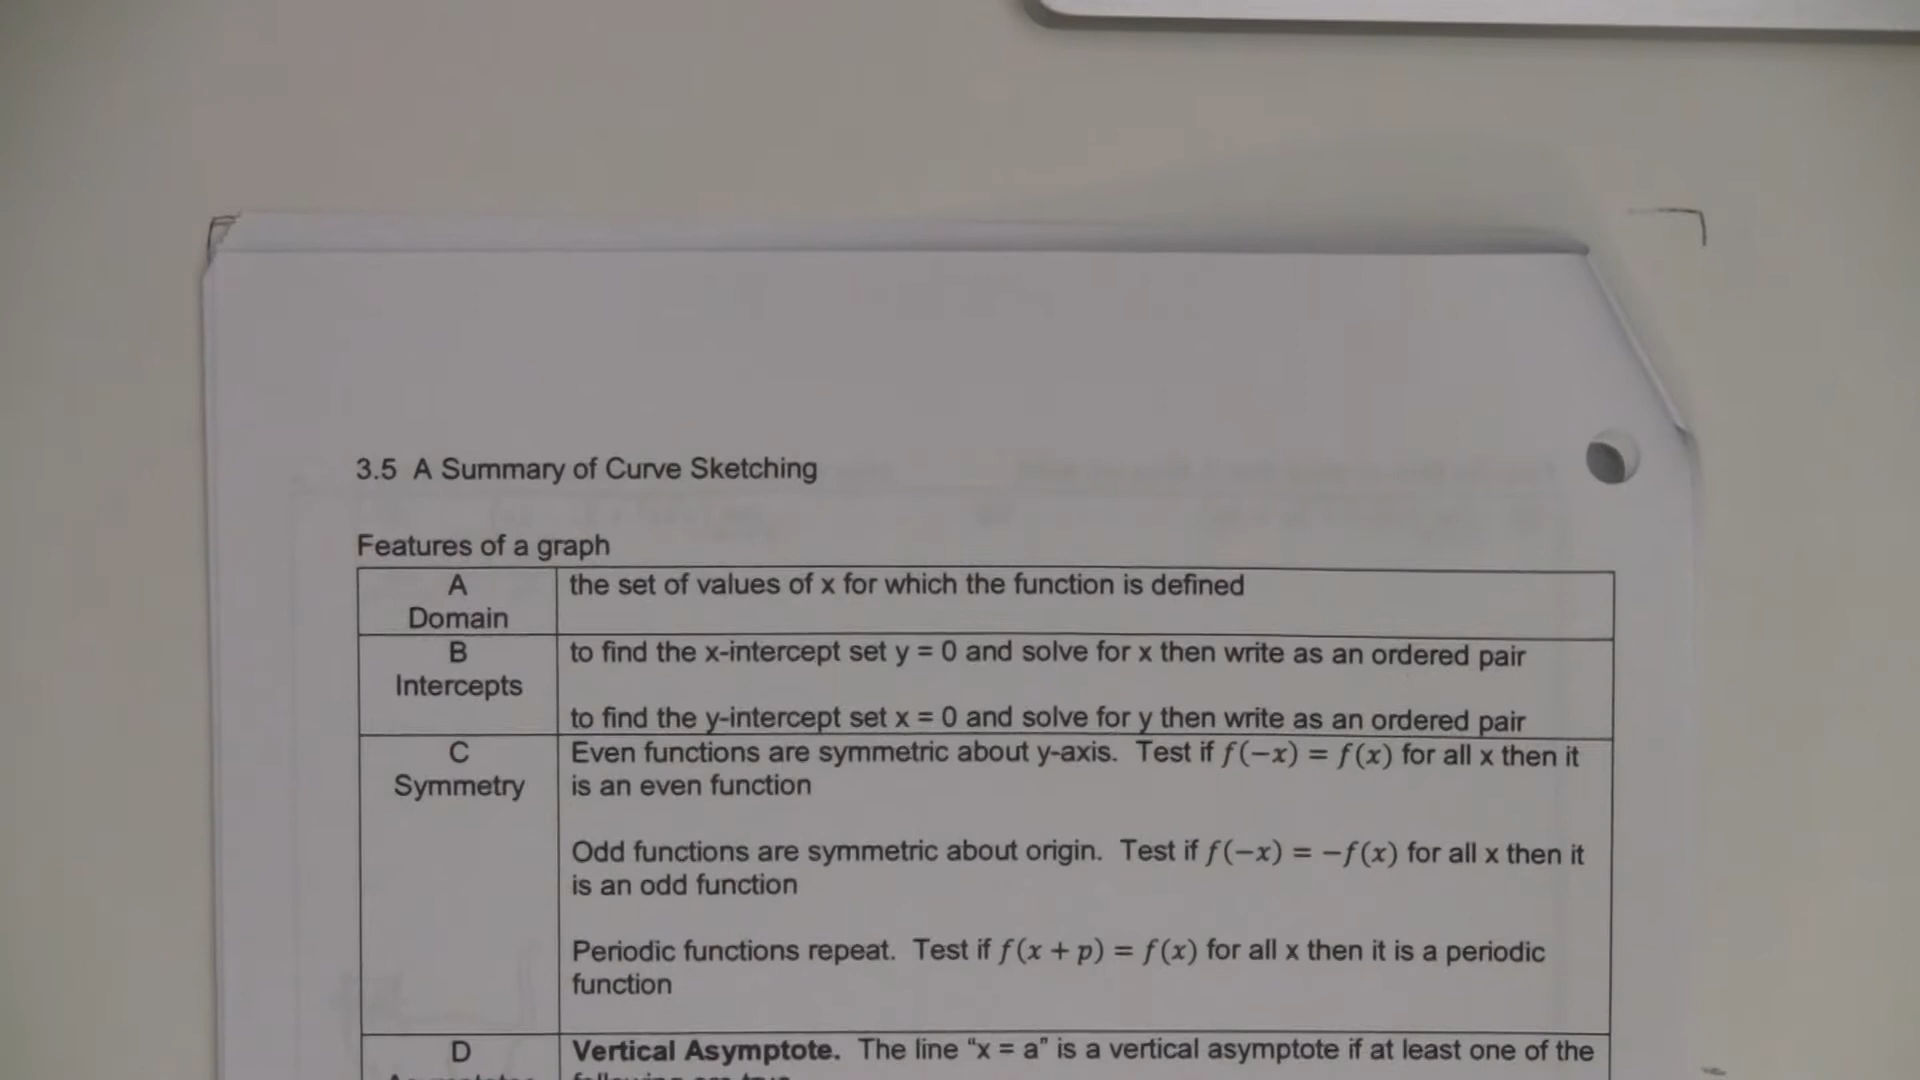 3.5 A Summary of Curve Sketching
Features of a graph
A
Domain
the set of values of x for which the function is defined
B
Intercepts
to find the x-intercept set y = 0 and solve for x then write as an ordered pair
to find the y-intercept set x = 0 and solve for y then write as an ordered pair
C
Symmetry
Even functions are symmetric about y-axis. Test if f(−x) = f(x) for all x then it
is an even function
Odd functions are symmetric about origin. Test if f(−x) = −f(x) for all x then it
is an odd function
Periodic functions repeat. Test if f(x + p) = f(x) for all x then it is a periodic
function
D
Vertical Asymptote. The line “x = a” is a vertical asymptote if at least one of the